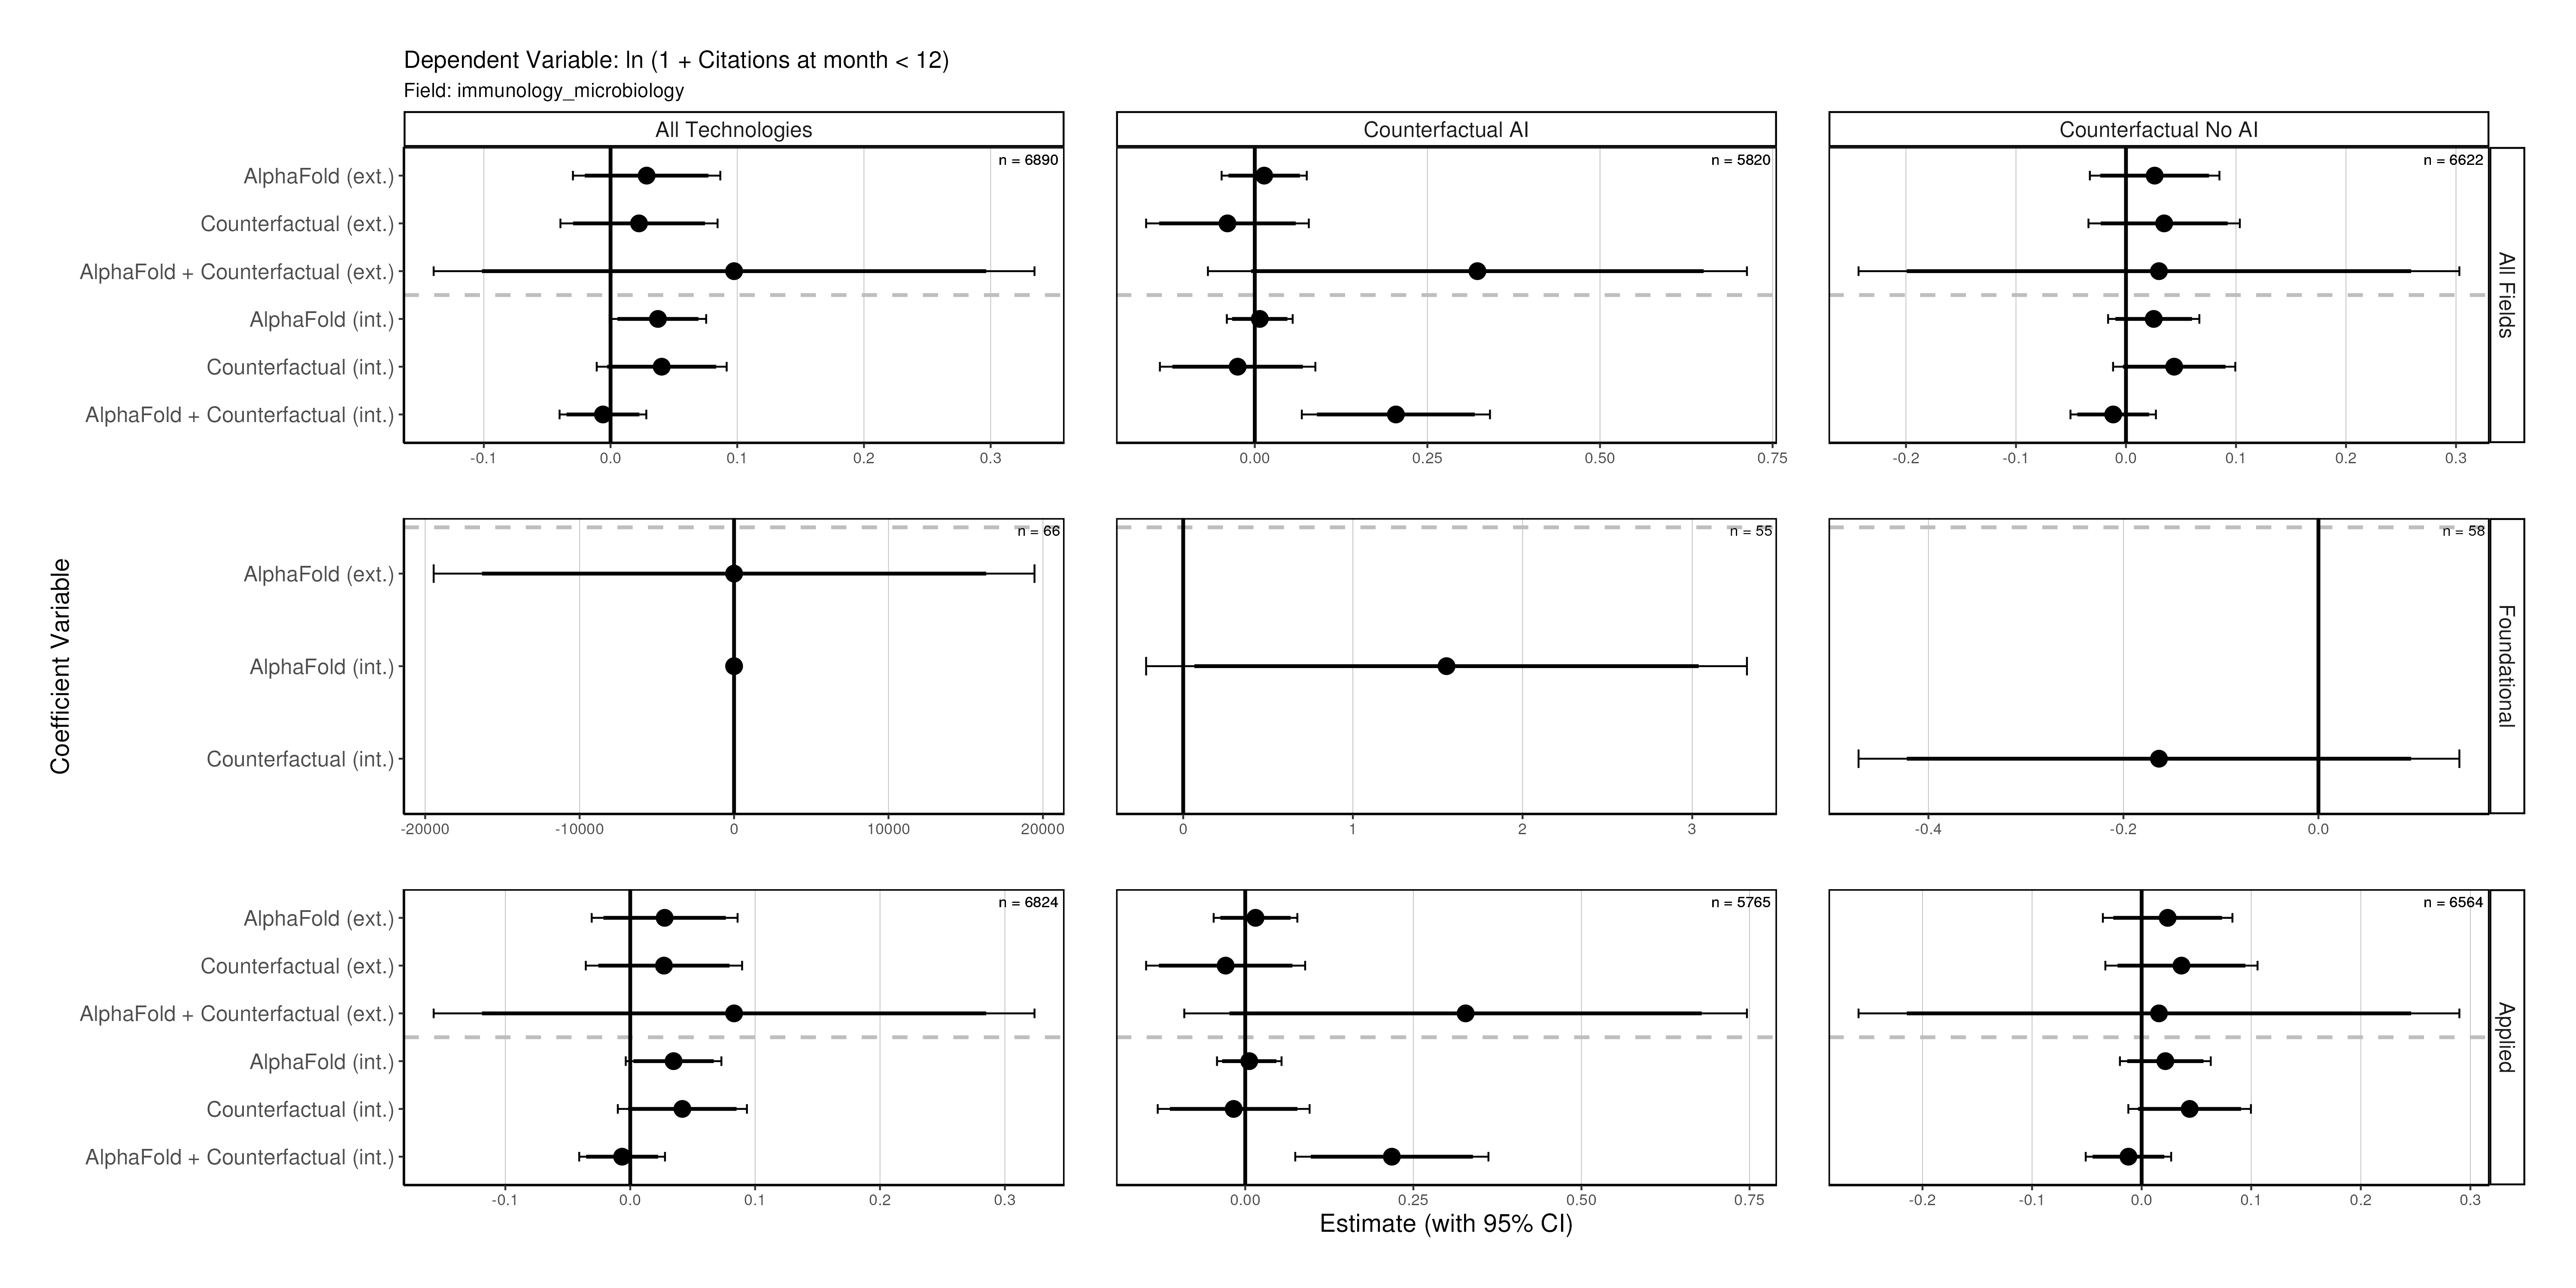 Dependent Variable: ln (1 + Citations at month < 12)
Field: immunology_microbiology
All Technologies
Counterfactual AI
Counterfactual No AI
AlphaFold (ext.)
Counterfactual (ext.)
AlphaFold + Counterfactual (ext.)
AlphaFold (int.)
Counterfactual (int.)
AlphaFold + Counterfactual (int.)
n = 6890
n = 5820
n = 6622
All Fields
-0.1 0.0 0.1 0.2 0.3
0.00 0.25 0.50 0.75
-0.2 -0.1 0.0 0.1 0.2 0.3
Coefficient Variable
AlphaFold (ext.)
AlphaFold (int.)
Counterfactual (int.)
n = 66
n = 55
n = 58
Foundational
-20000 -10000 0 10000 20000
0 1 2 3
-0.4 -0.2 0.0
AlphaFold (ext.)
Counterfactual (ext.)
AlphaFold + Counterfactual (ext.)
AlphaFold (int.)
Counterfactual (int.)
AlphaFold + Counterfactual (int.)
n = 6824
n = 5765
n = 6564
Applied
-0.1 0.0 0.1 0.2 0.3
0.00 0.25 0.50 0.75
-0.2 -0.1 0.0 0.1 0.2 0.3
Estimate (with 95% CI)